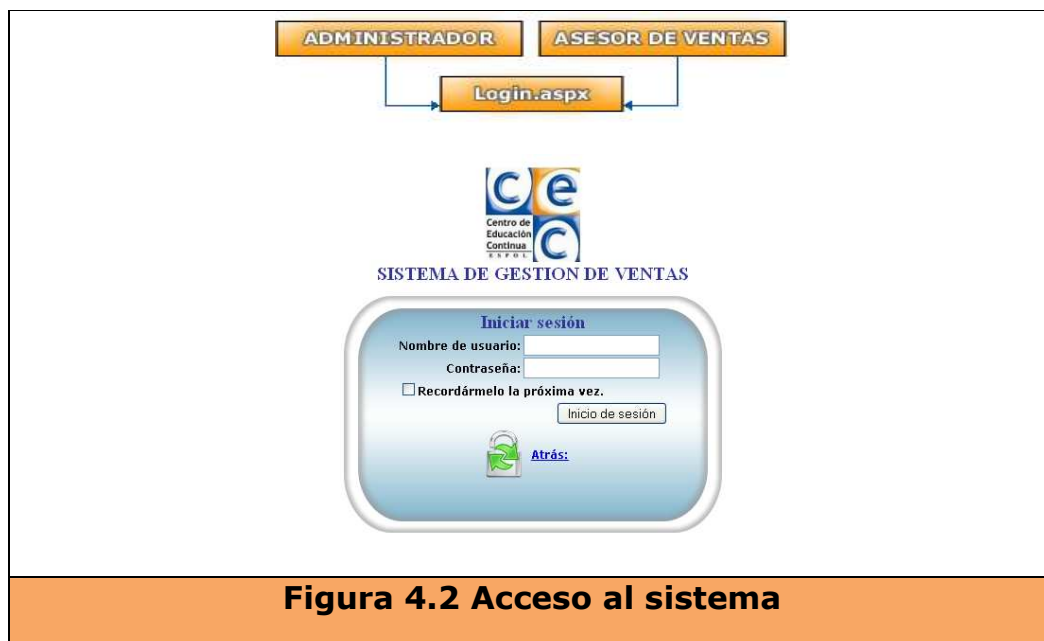 ADMINISTRADOR
ASESOR DE VENTAS
Login.aspx
cec
Centro de
Educación
Continua
ESPOL
SISTEMA DE GESTION DE VENTAS
Iniciar sesión
Nombre de usuario:
Contraseña:
Recordármelo la próxima vez.
Inicio de sesión
Atrás:
Figura 4.2 Acceso al sistema